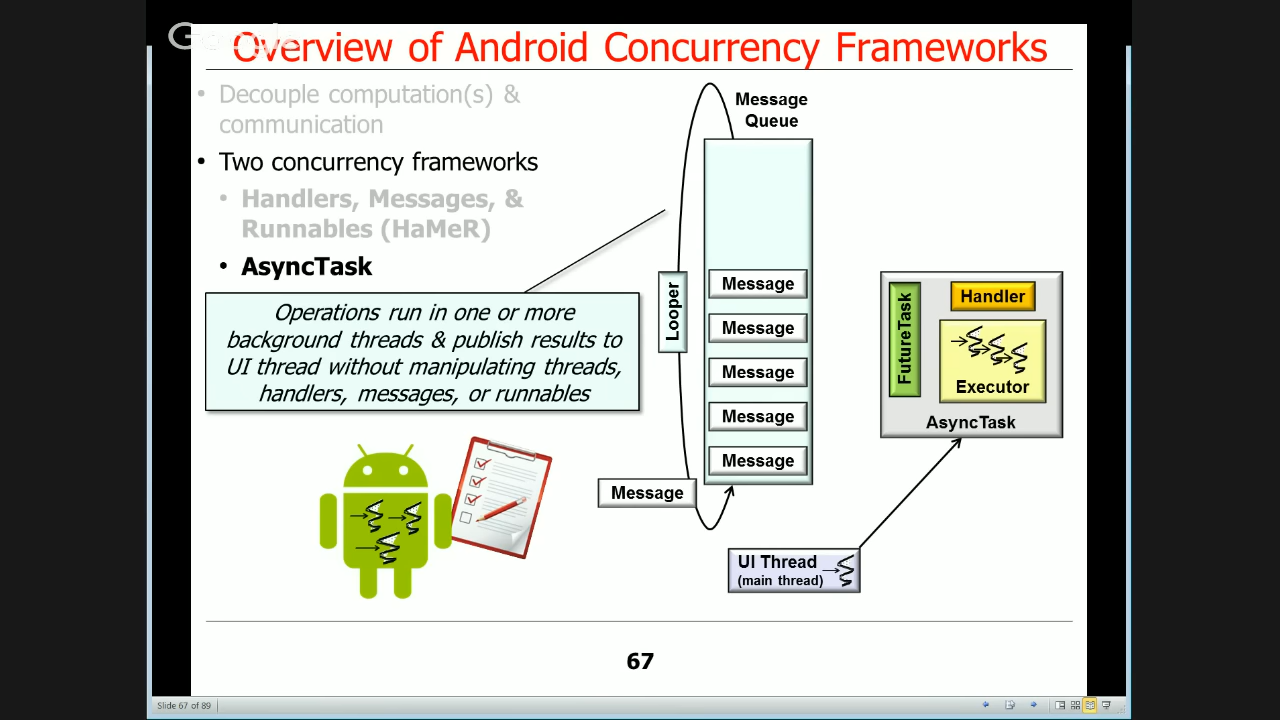 Google
Overview of Android Concurrency Frameworks
• Decouple computation(s) &
communication
• Two concurrency frameworks
• Handlers, Messages, &
Runnables (HaMeR)
• AsyncTask
Operations run in one or more
background threads & publish results to
UI thread without manipulating threads,
handlers, messages, or runnables
Message
Queue
Looper
Message
Message
Message
Message
Message
Message
FutureTask
Handler
Executor
AsyncTask
UI Thread
(main thread)
67
Slide 67 of 89